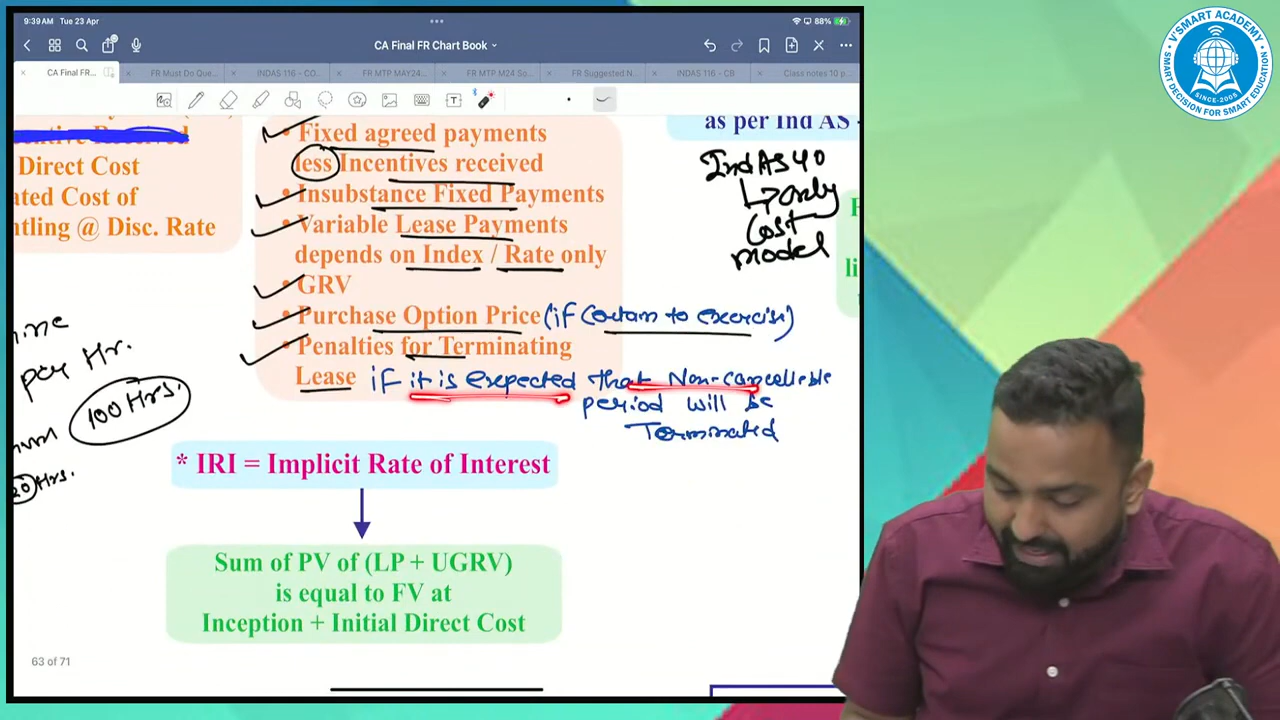 9:39 AM Tue 23 Apr
88%
CA Final FR Chart Book
CA Final FR...
FR Must Do Que...
INDAS 116 - CO...
FR MTP MAY24...
FR MTP M24 So...
FR Suggested N...
INDAS 116 - CB
Class notes 10 p...
Direct Cost
ated Cost of
ntling @ Disc. Rate
• Fixed agreed payments
less Incentives received
• Insubstance Fixed Payments
• Variable Lease Payments
depends on Index / Rate only
• GRV
• Purchase Option Price (if Certain to exercise)
• Penalties for Terminating
Lease if it is Expected that Non-cancellable
period will be
Terminated
as per Ind AS
Ind AS 40
↳ only
Cost
model
per Hr.
100 Hrs.
Hrs.
* IRI = Implicit Rate of Interest
Sum of PV of (LP + UGRV)
is equal to FV at
Inception + Initial Direct Cost
63 of 71
V'SMART ACADEMY
SINCE-2005
SMART DECISION FOR SMART EDUCATION